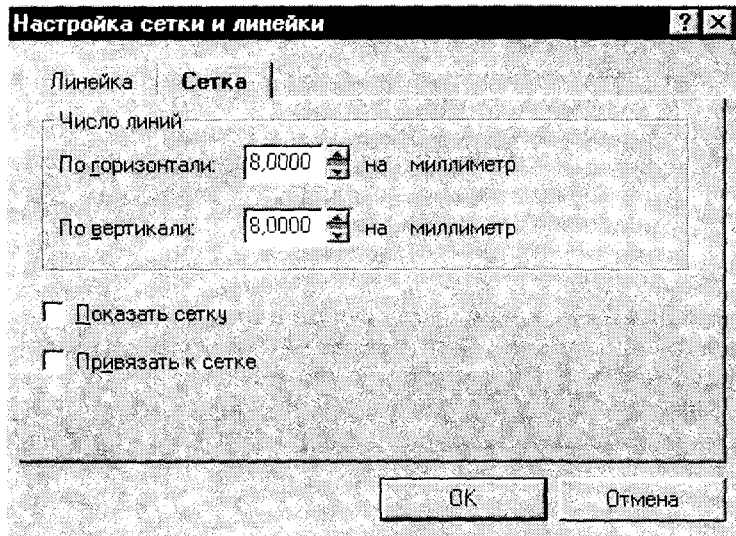 Настройка сетки и линейки
Линейка Сетка
Число линий
По горизонтали: 8,0000 на миллиметр
По вертикали: 8,0000 на миллиметр
Показать сетку
Привязать к сетке
ОК Отмена